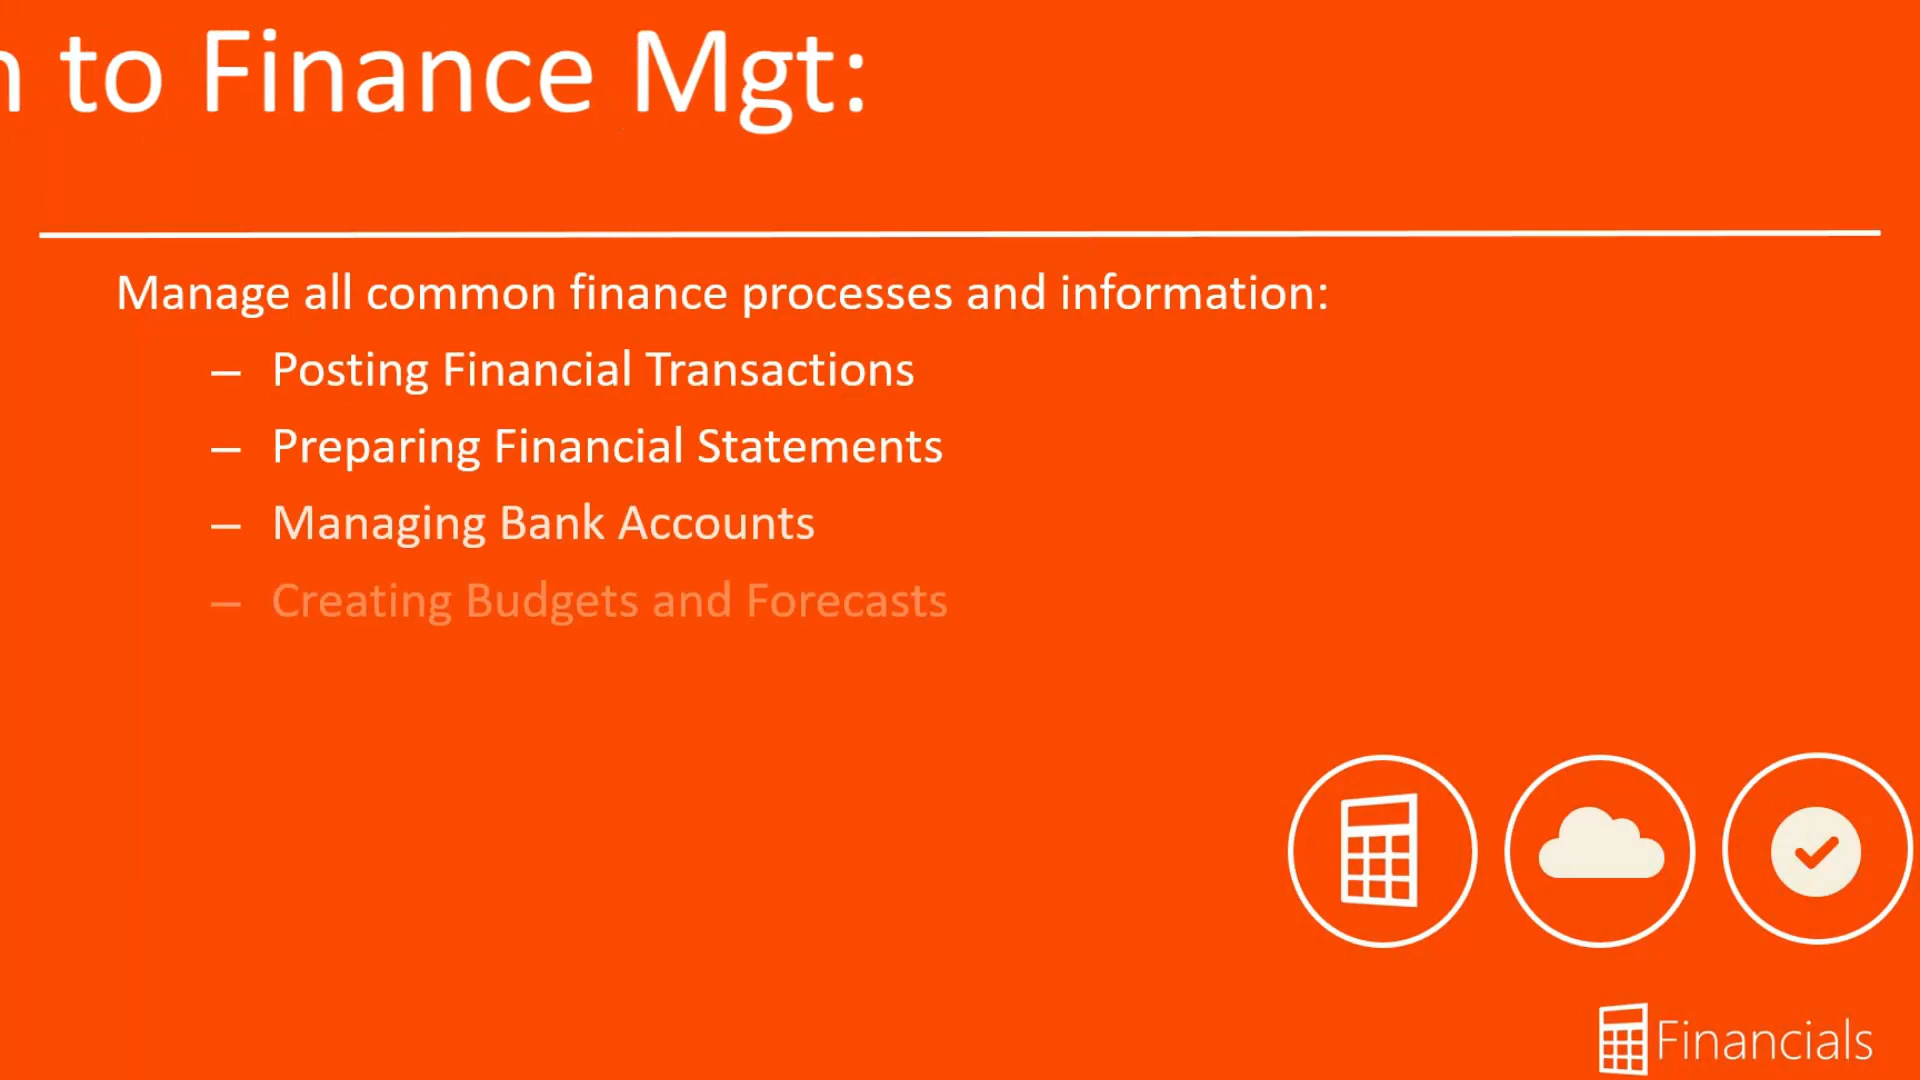 to Finance Mgt:
Manage all common finance processes and information:
– Posting Financial Transactions
– Preparing Financial Statements
– Managing Bank Accounts
– Creating Budgets and Forecasts
Financials